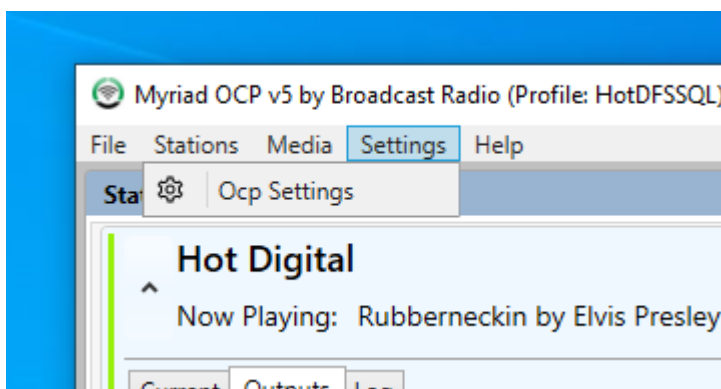 Myriad OCP v5 by Broadcast Radio (Profile: HotDFSSQL)
File Stations Media Settings Help
Ocp Settings
Hot Digital
Now Playing: Rubberneckin by Elvis Presley
Current Outputs Log